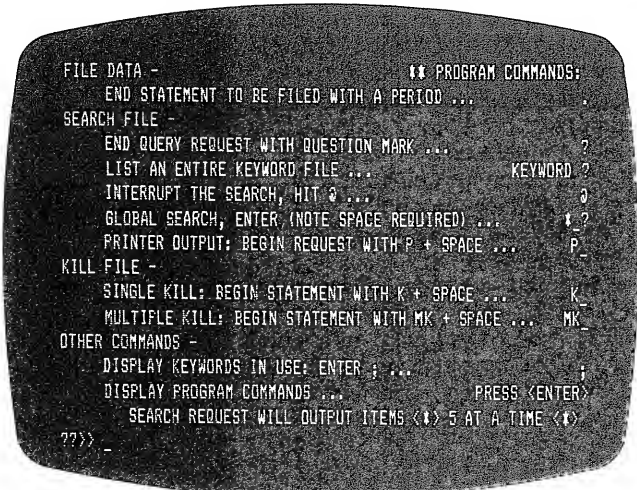 FILE DATA - ** PROGRAM COMMANDS:
END STATEMENT TO BE FILED WITH A PERIOD ... .
SEARCH FILE -
END QUERY REQUEST WITH QUESTION MARK ... ?
LIST AN ENTIRE KEYWORD FILE ... KEYWORD ?
INTERRUPT THE SEARCH, HIT @ ... @
GLOBAL SEARCH, ENTER (NOTE SPACE REQUIRED) ... *_?
PRINTER OUTPUT: BEGIN REQUEST WITH P + SPACE ... P_
KILL FILE -
SINGLE KILL: BEGIN STATEMENT WITH K + SPACE ... K_
MULTIPLE KILL: BEGIN STATEMENT WITH MK + SPACE ... MK_
OTHER COMMANDS -
DISPLAY KEYWORDS IN USE: ENTER ; ... ;
DISPLAY PROGRAM COMMANDS ... PRESS <ENTER>
SEARCH REQUEST WILL OUTPUT ITEMS <*> 5 AT A TIME <*>
??>> _